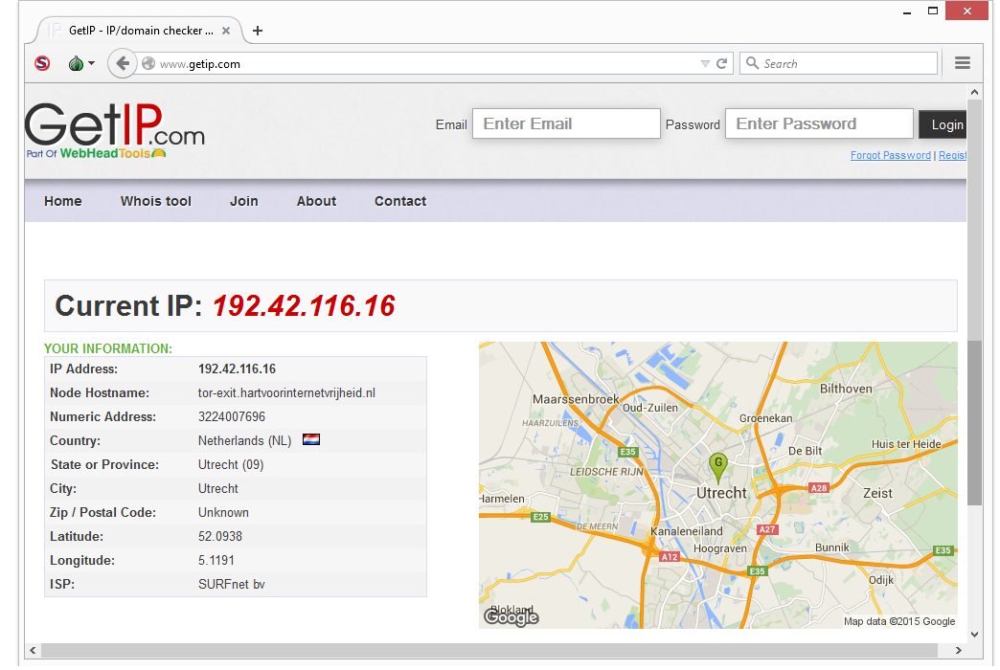 GetIP - IP/domain checker ...
www.getip.com
Search
GetIP.com
Part Of WebHeadTools
Email
Enter Email
Password
Enter Password
Login
Forgot Password | Regist
Home
Whois tool
Join
About
Contact
Current IP: 192.42.116.16
YOUR INFORMATION:
IP Address: 192.42.116.16
Node Hostname: tor-exit.hartvoorinternetvrijheid.nl
Numeric Address: 3224007696
Country: Netherlands (NL)
State or Province: Utrecht (09)
City: Utrecht
Zip / Postal Code: Unknown
Latitude: 52.0938
Longitude: 5.1191
ISP: SURFnet bv
Maarssenbroek
Oud-Zuilen
Bilthoven
HAARZUILENS
Groenekan
E35
De Bilt
Huis ter Heide
LEIDSCHE RIJN
G
Utrecht
A28
Zeist
Harmelen
E25
DE MEERN
Kanaleneiland
A27
Hoograven
Bunnik
A12
E35
E35
Odijk
Blokland
Google
Map data ©2015 Google